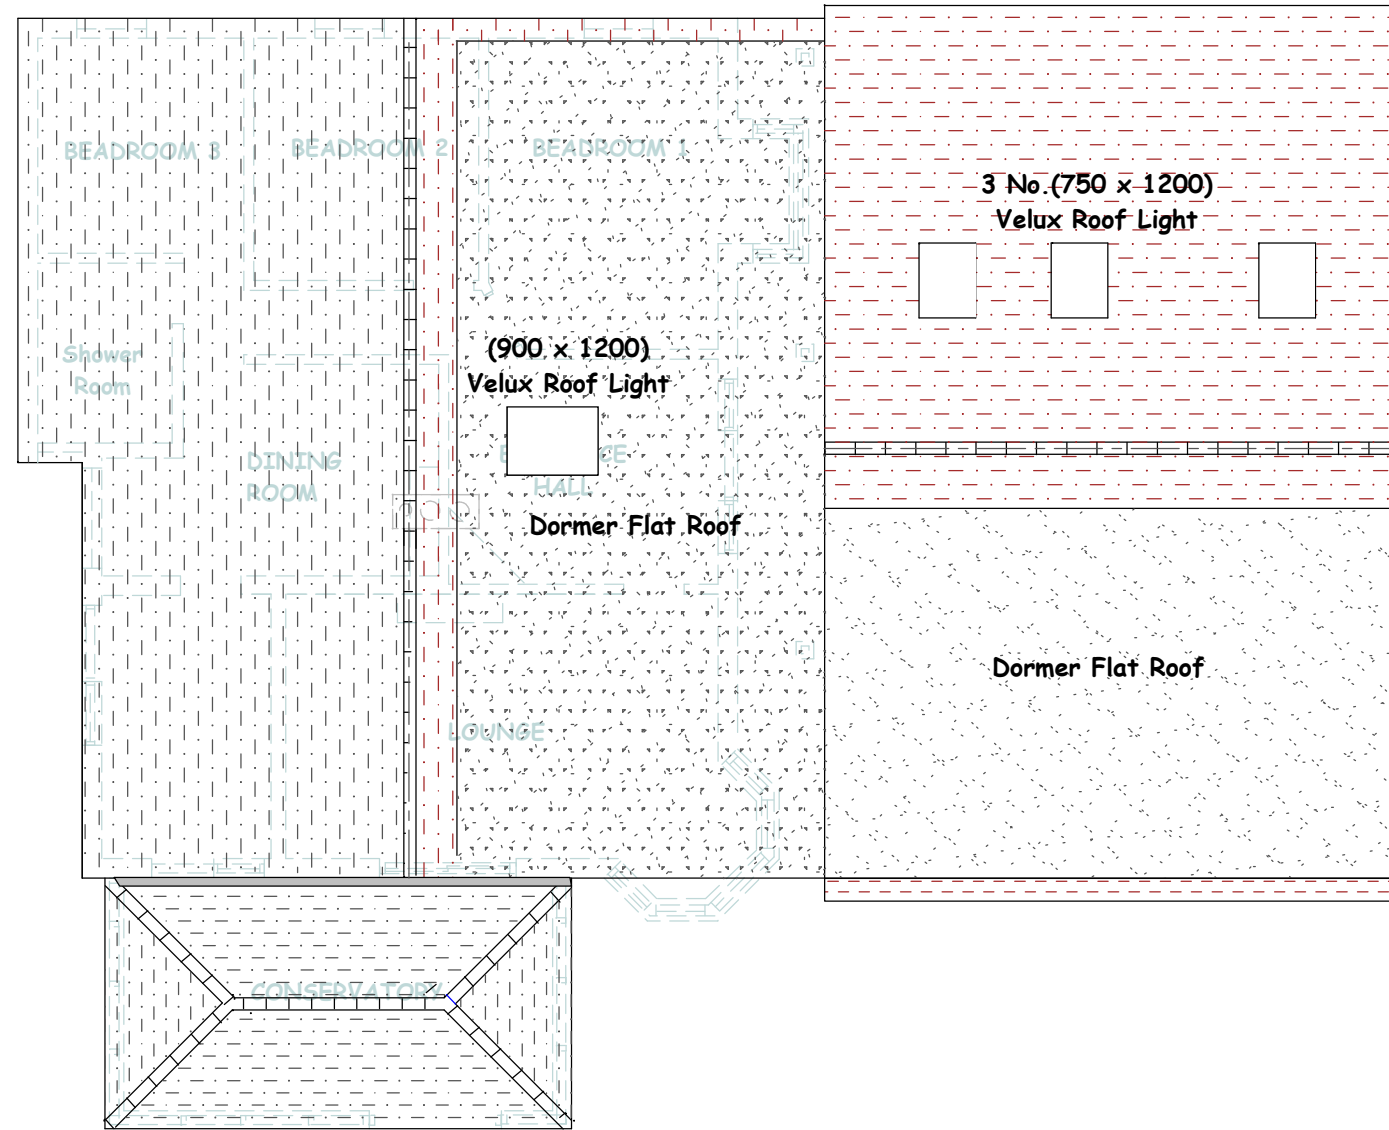 BEADROOM 3
BEADROOM 2
BEADROOM 1
3 No.(750 x 1200)
Velux Roof Light
Shower
Room
(900 x 1200)
Velux Roof Light
DINING
ROOM
HALL
Dormer Flat Roof
Dormer Flat Roof
LOUNGE
CONSERVATORY